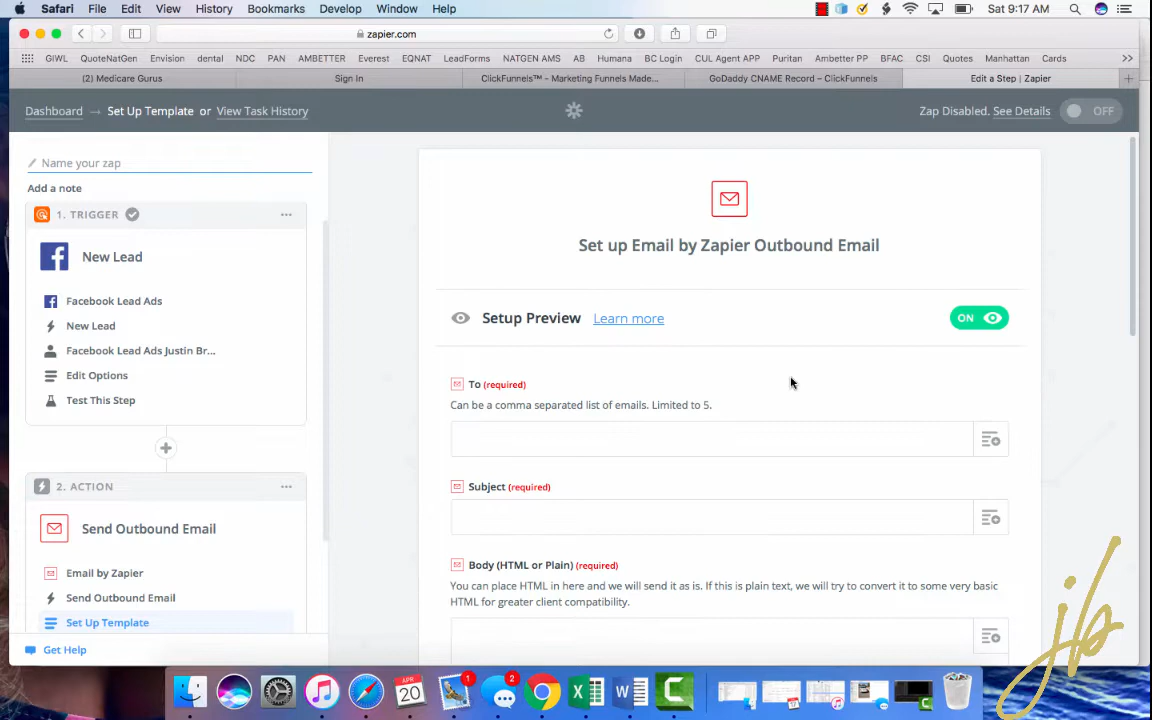 Safari File Edit View History Bookmarks Develop Window Help Sat 9:17 AM
zapier.com
GIWL QuoteNatGen Envision dental NDC PAN AMBETTER Everest EQNAT LeadForms NATGEN AMS AB Humana BC Login CUL Agent APP Puritan Ambetter PP BFAC CSI Quotes Manhattan Cards
(2) Medicare Gurus Sign In ClickFunnels™ – Marketing Funnels Made... GoDaddy CNAME Record – ClickFunnels Edit a Step | Zapier
Dashboard → Set Up Template or View Task History Zap Disabled. See Details OFF
Name your zap
Add a note
1. TRIGGER
New Lead
Facebook Lead Ads
New Lead
Facebook Lead Ads Justin Br...
Edit Options
Test This Step
2. ACTION
Send Outbound Email
Email by Zapier
Send Outbound Email
Set Up Template
Get Help
Set up Email by Zapier Outbound Email
Setup Preview Learn more ON
To (required)
Can be a comma separated list of emails. Limited to 5.
Subject (required)
Body (HTML or Plain) (required)
You can place HTML in here and we will send it as is. If this is plain text, we will try to convert it to some very basic
HTML for greater client compatibility.
APR
20
1
2
jb